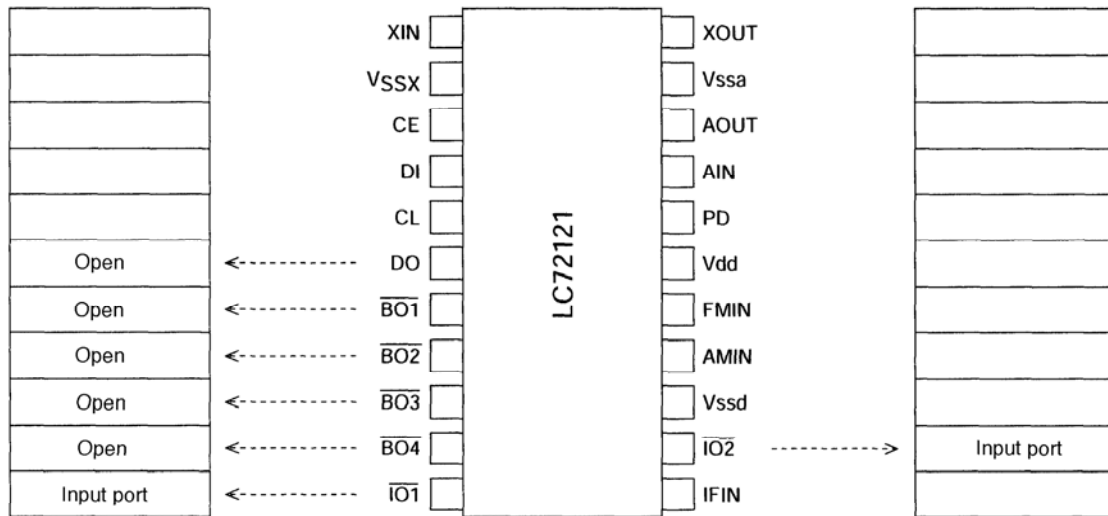 XIN XOUT
VSSX Vssa
CE AOUT
DI AIN
CL PD
Open DO Vdd
Open BO1 FMIN
Open BO2 AMIN
Open BO3 Vssd
Open BO4 IO2 Input port
Input port IO1 IFIN
LC72121